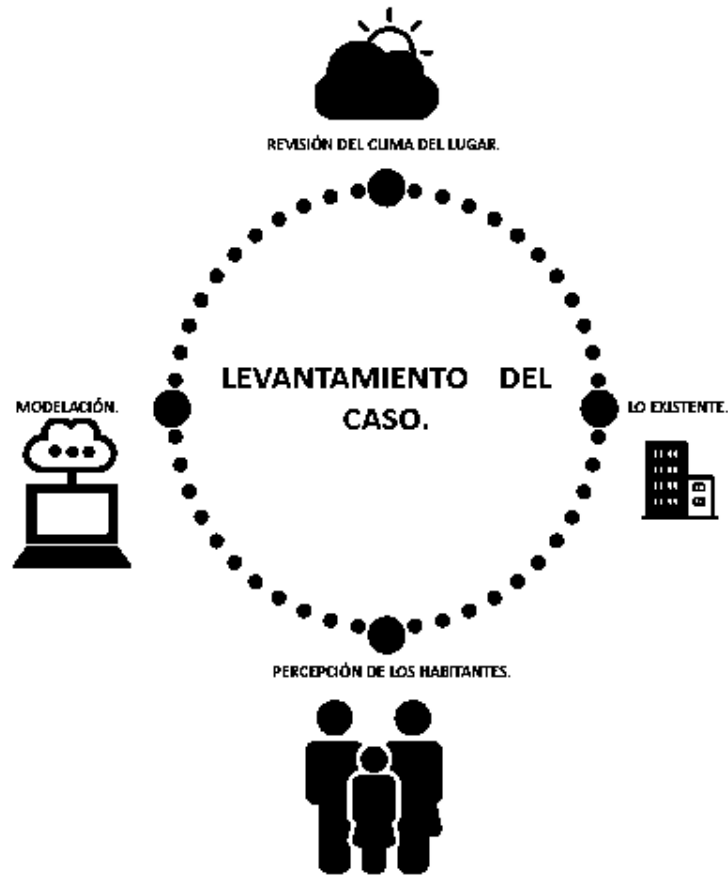 REVISIÓN DEL CLIMA DEL LUGAR.
LEVANTAMIENTO DEL
CASO.
MODELACIÓN.
LO EXISTENTE.
PERCEPCIÓN DE LOS HABITANTES.